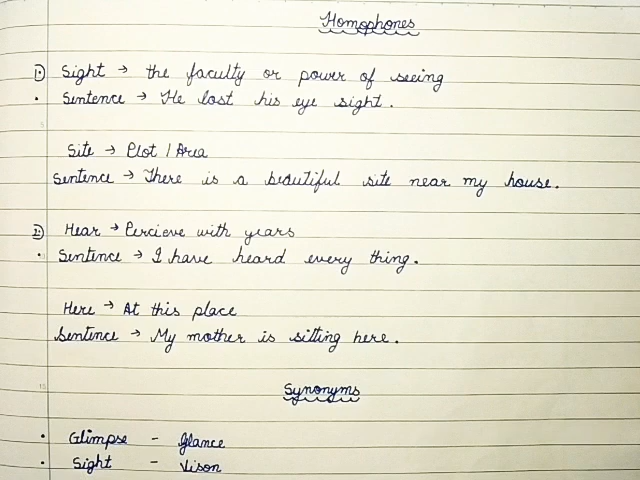 Homophones
1) Sight → the faculty or power of seeing
• Sentence → He lost his eye sight.
Site → Plot / Area
Sentence → There is a beautiful site near my house.
2) Hear → Percieve with years
• Sentence → I have heard every thing.
Here → At this place
Sentence → My mother is sitting here.
Synonyms
• Glimpse - Glance
• Sight - Vison